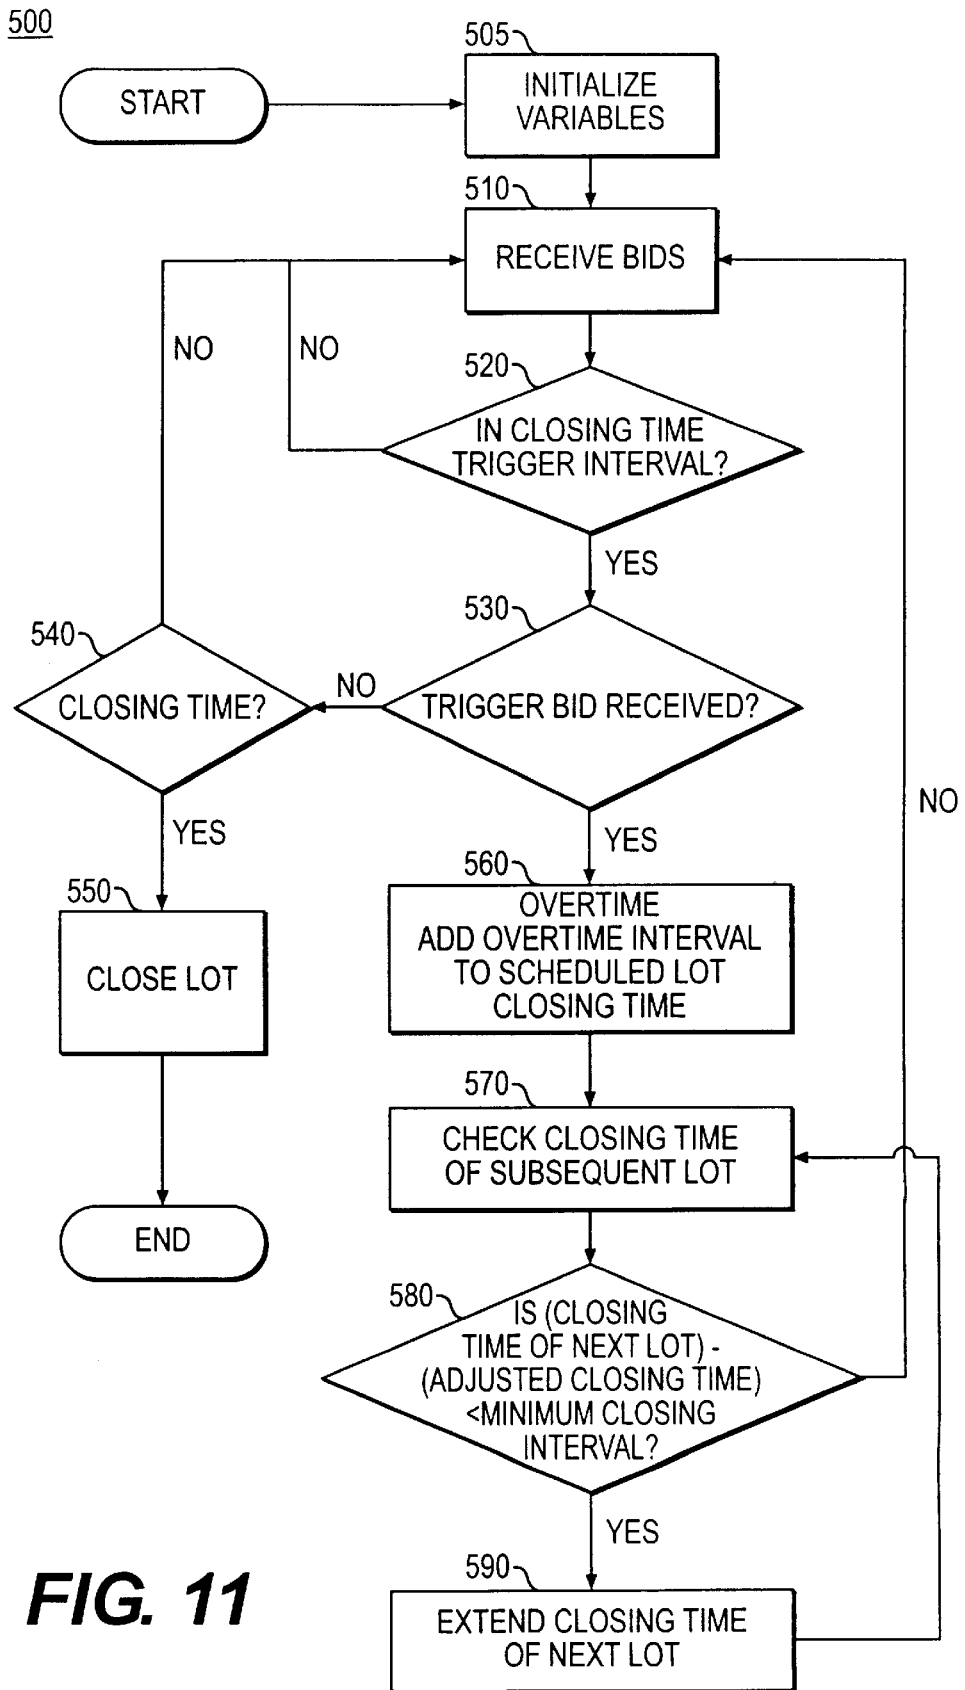 500
START
505
INITIALIZE
VARIABLES
510
RECEIVE BIDS
NO
NO
520
IN CLOSING TIME
TRIGGER INTERVAL?
YES
530
TRIGGER BID RECEIVED?
NO
540
CLOSING TIME?
YES
550
CLOSE LOT
END
YES
560
OVERTIME
ADD OVERTIME INTERVAL
TO SCHEDULED LOT
CLOSING TIME
NO
570
CHECK CLOSING TIME
OF SUBSEQUENT LOT
580
IS (CLOSING
TIME OF NEXT LOT) -
(ADJUSTED CLOSING TIME)
<MINIMUM CLOSING
INTERVAL?
YES
590
EXTEND CLOSING TIME
OF NEXT LOT
FIG. 11